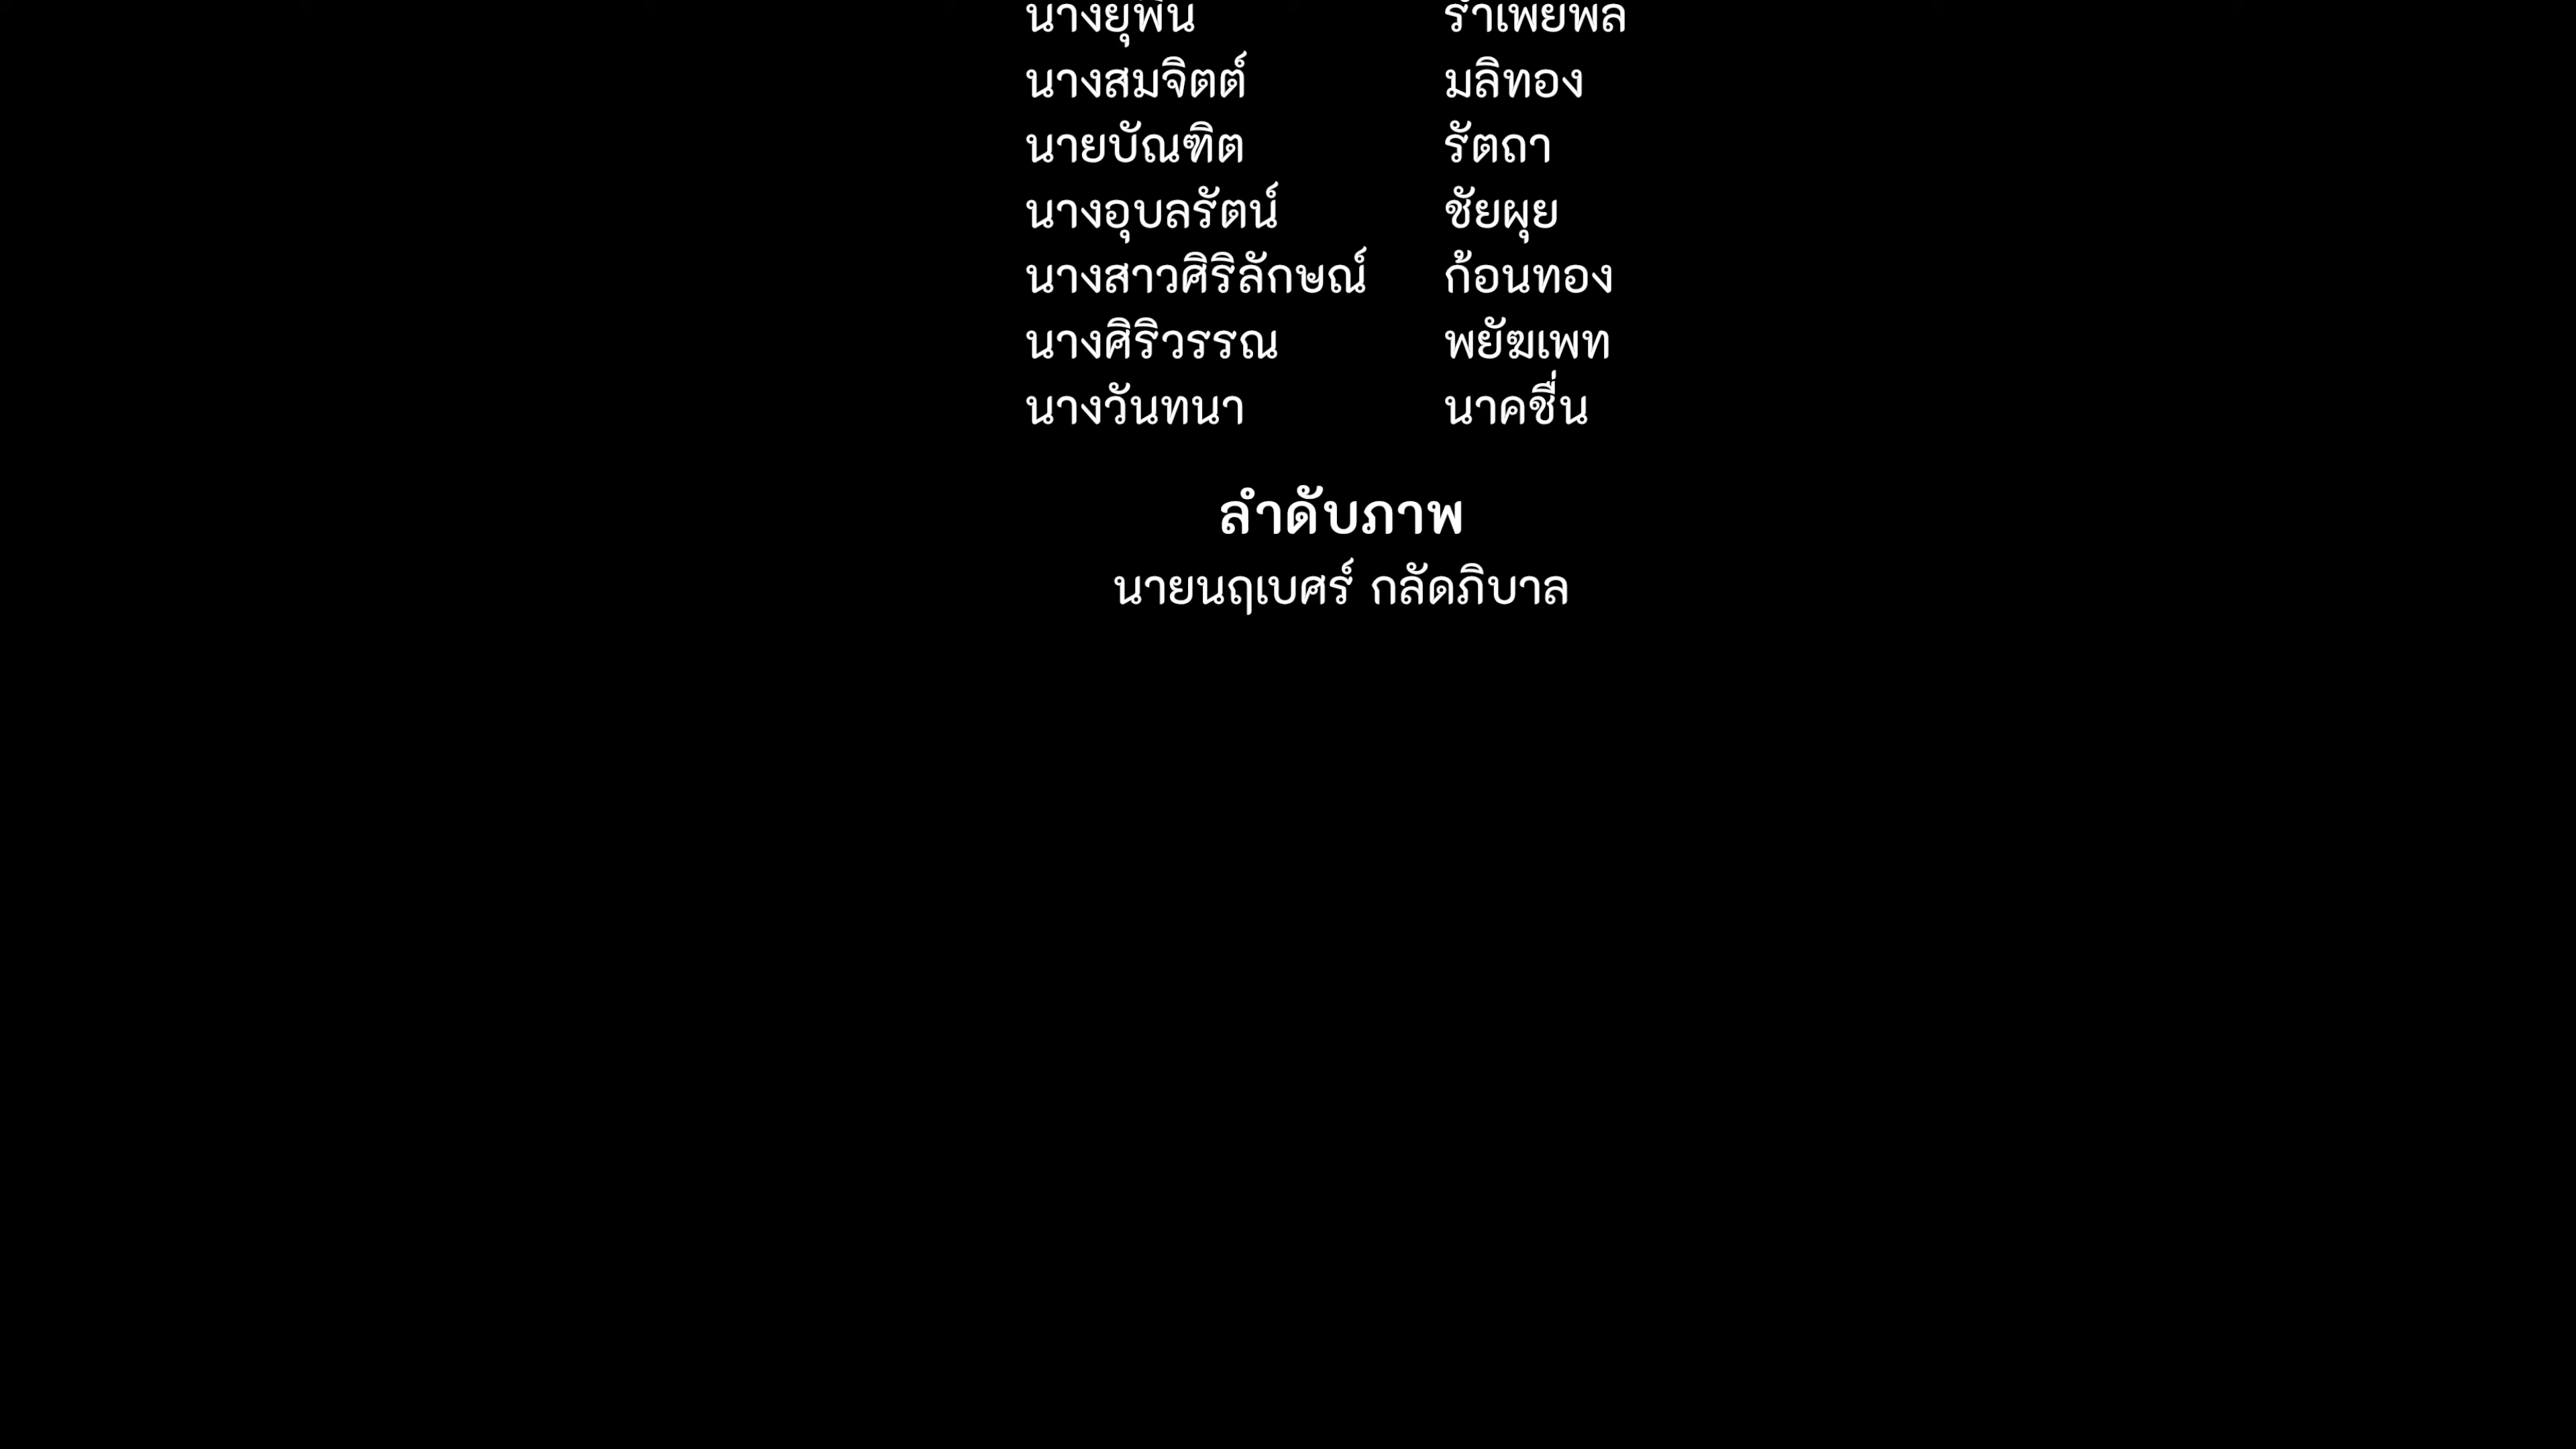 นางยุพิน รำเพยพล
นางสมจิตต์ มลิทอง
นายบัณฑิต รัตถา
นางอุบลรัตน์ ชัยผุย
นางสาวศิริลักษณ์ ก้อนทอง
นางศิริวรรณ พยัฆเพท
นางวันทนา นาคชื่น
ลำดับภาพ
นายนฤเบศร์ กลัดภิบาล